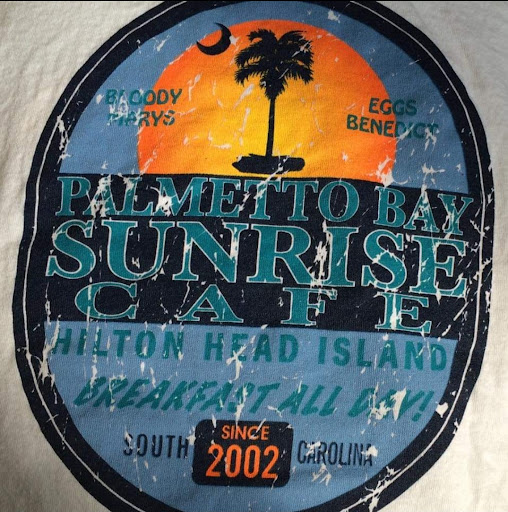 BLOODY MARYS
EGGS BENEDICT
PALMETTO BAY
SUNRISE
CAFE
HILTON HEAD ISLAND
BREAKFAST ALL DAY!
SOUTH CAROLINA
SINCE
2002